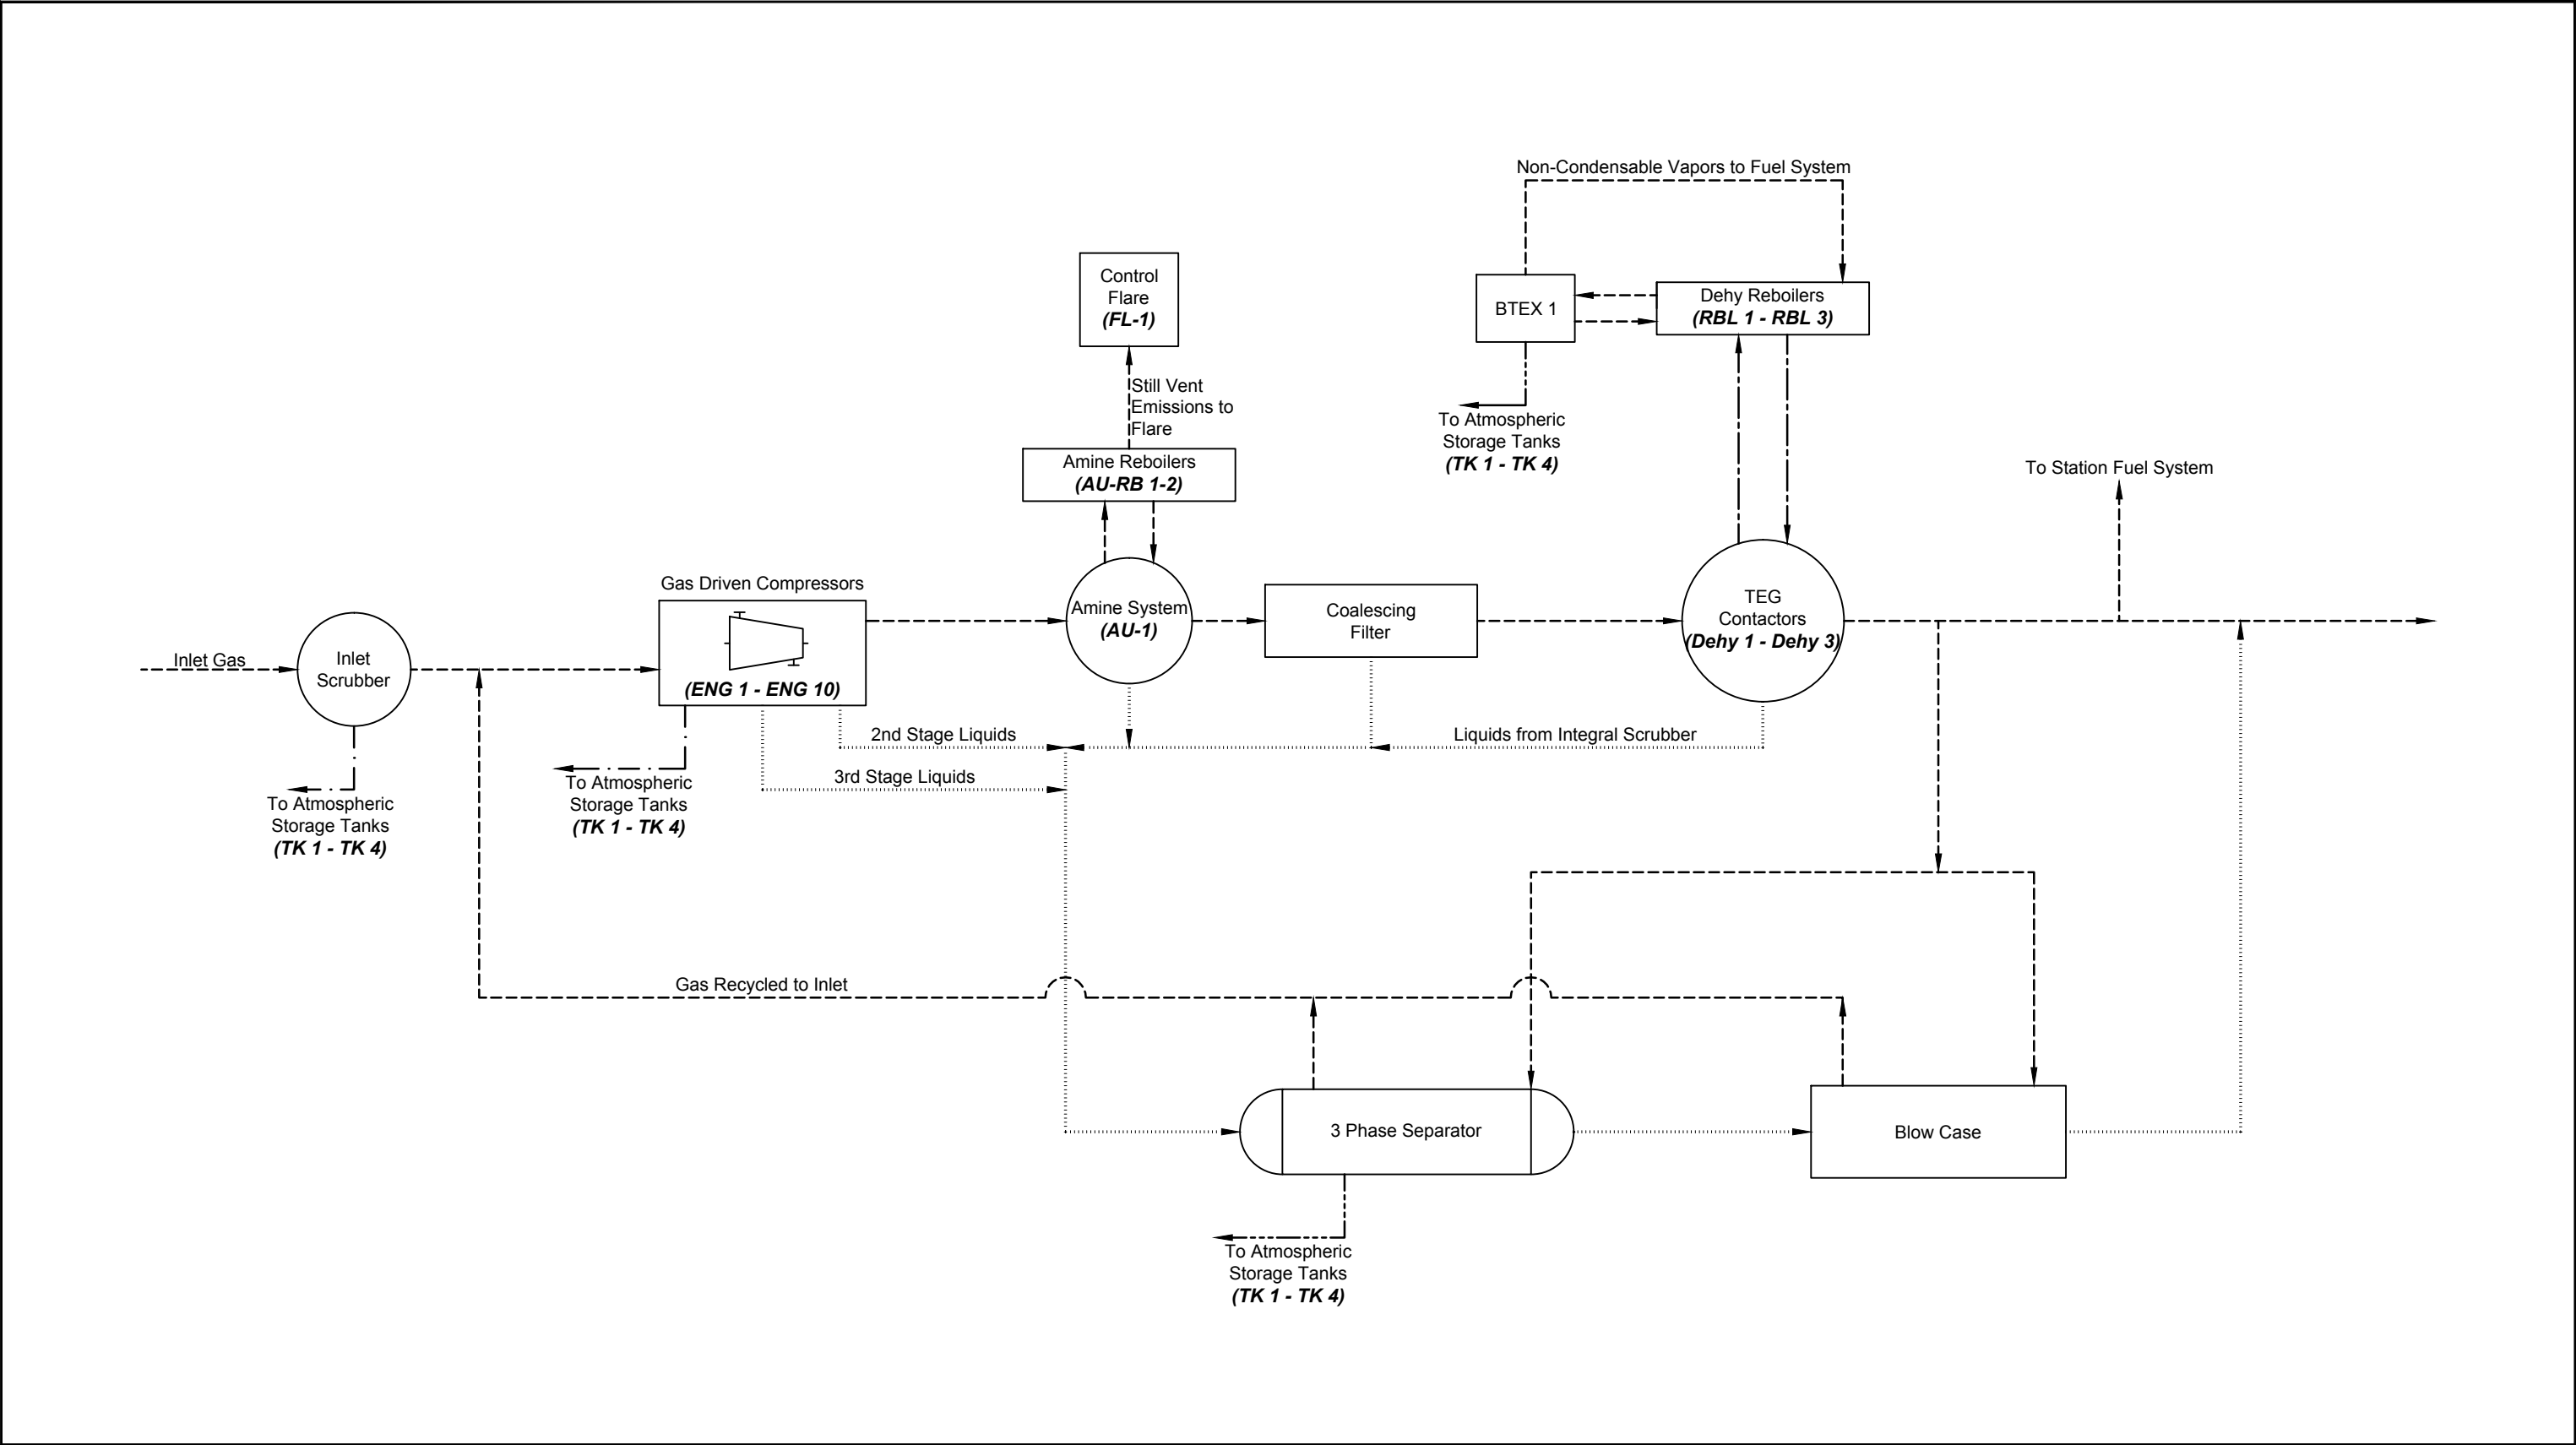 Non-Condensable Vapors to Fuel System
Control
Flare
(FL-1)
BTEX 1
Dehy Reboilers
(RBL 1 - RBL 3)
Still Vent
Emissions to
Flare
To Atmospheric
Storage Tanks
(TK 1 - TK 4)
Amine Reboilers
(AU-RB 1-2)
To Station Fuel System
Gas Driven Compressors
(ENG 1 - ENG 10)
Amine System
(AU-1)
Coalescing
Filter
TEG
Contactors
(Dehy 1 - Dehy 3)
Inlet Gas
Inlet
Scrubber
2nd Stage Liquids
Liquids from Integral Scrubber
3rd Stage Liquids
To Atmospheric
Storage Tanks
(TK 1 - TK 4)
To Atmospheric
Storage Tanks
(TK 1 - TK 4)
Gas Recycled to Inlet
3 Phase Separator
Blow Case
To Atmospheric
Storage Tanks
(TK 1 - TK 4)